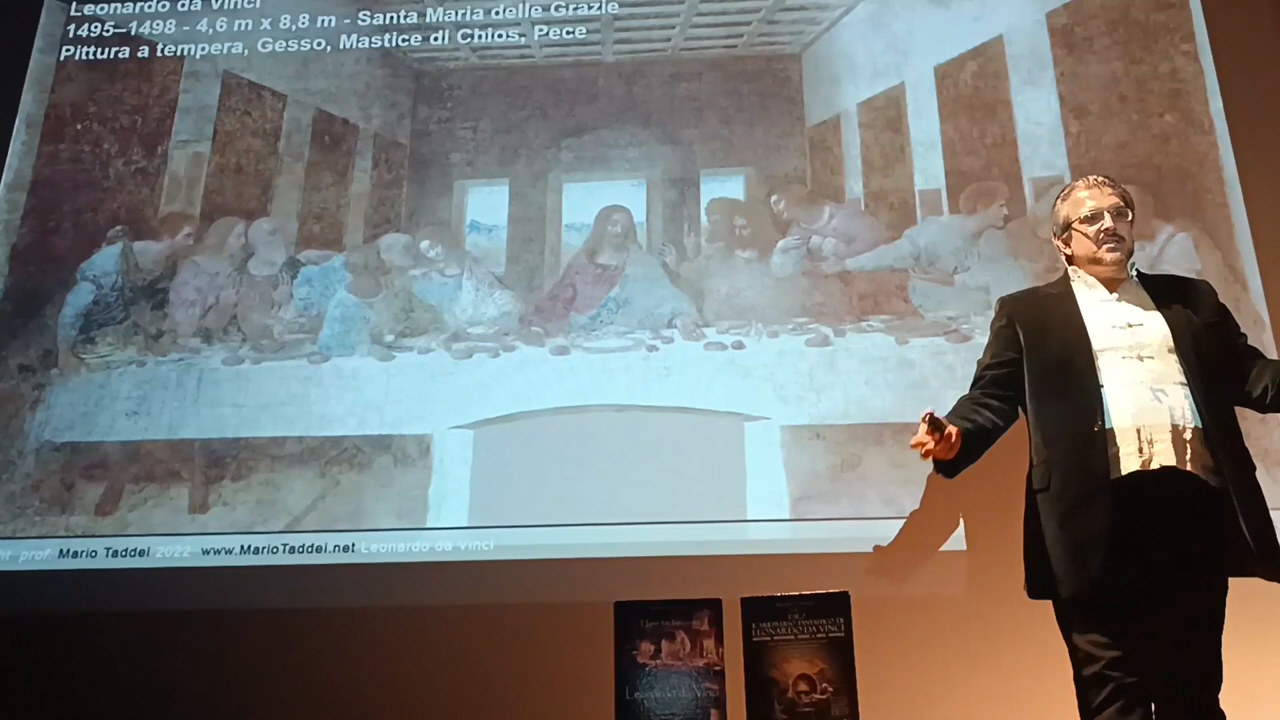 Leonardo da Vinci
1495–1498 - 4,6 m x 8,8 m - Santa Maria delle Grazie
Pittura a tempera, Gesso, Mastice di Chios, Pece
prof Mario Taddei 2022 www.MarioTaddei.net Leonardo da Vinci
Leonardo da Vinci
IL MULTIVERSO FANTASTICO DI
LEONARDO DA VINCI